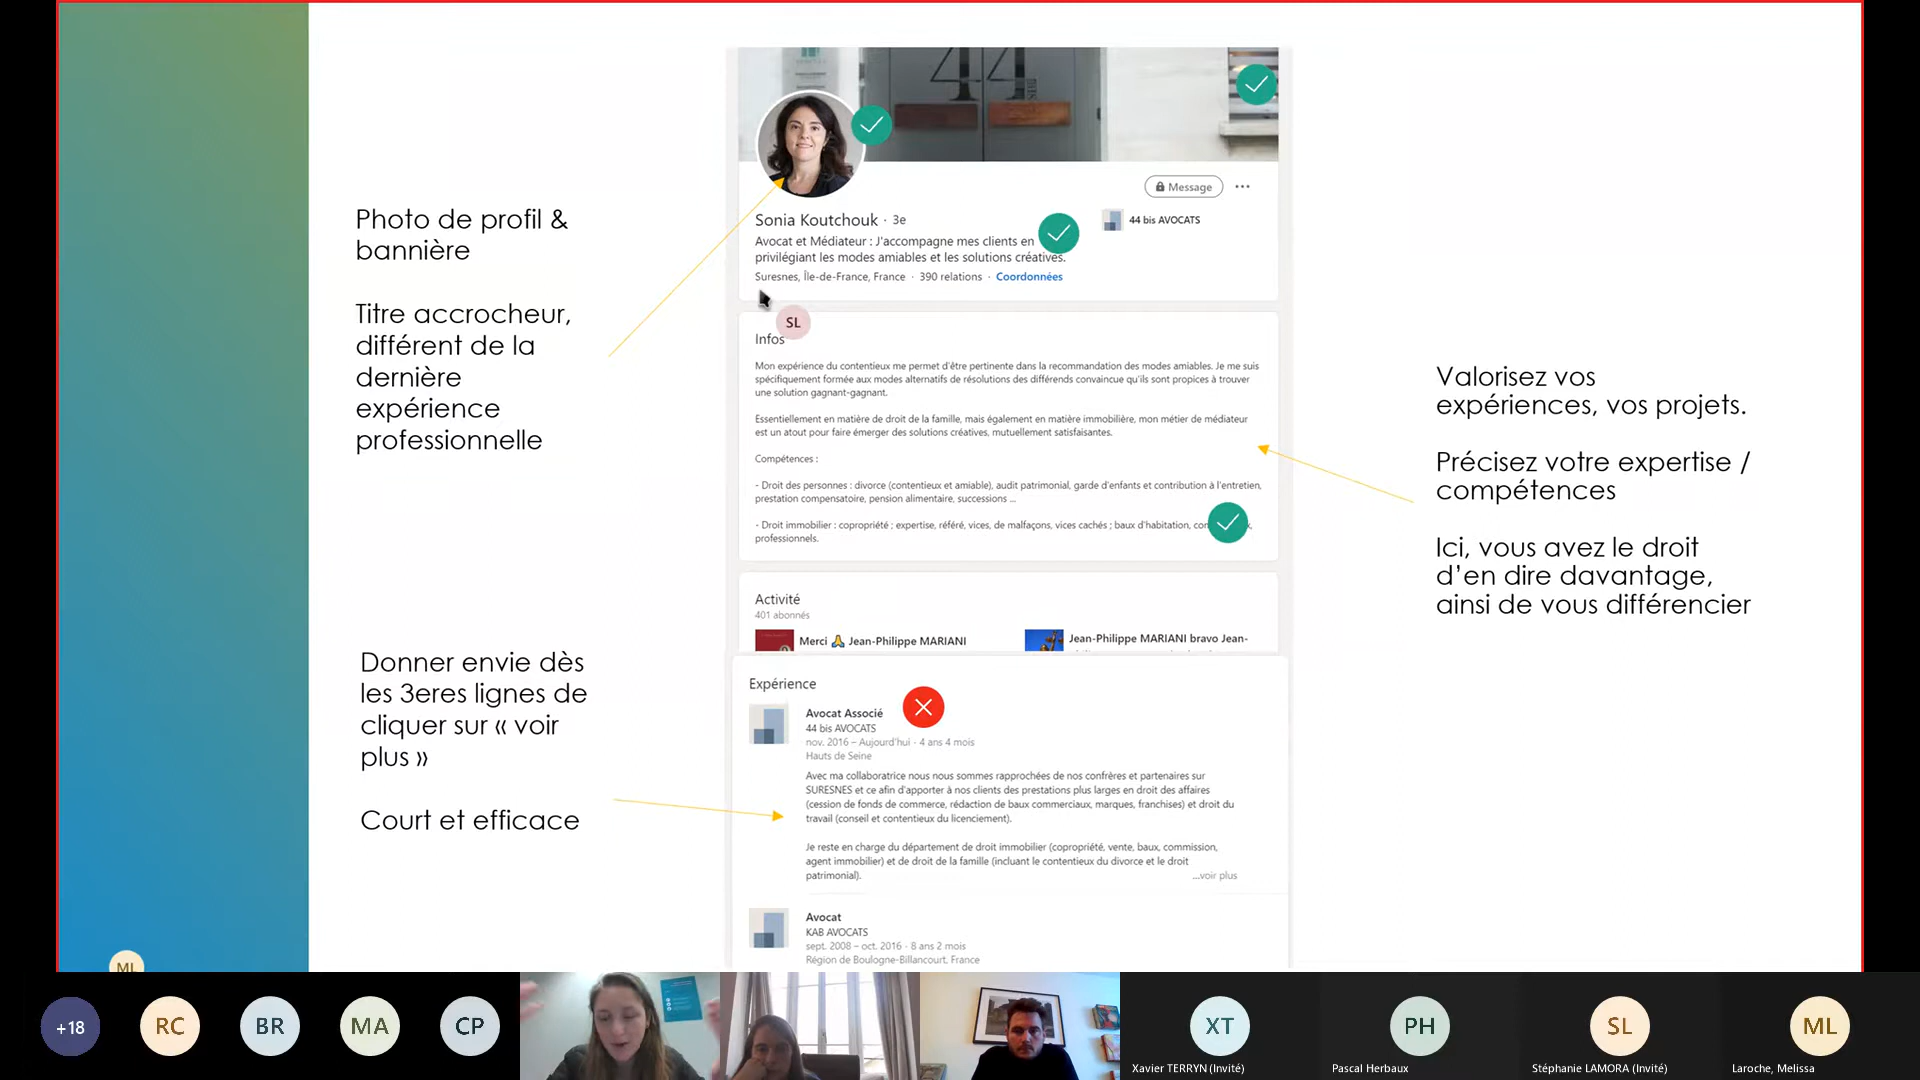 Photo de profil &
bannière
Titre accrocheur,
différent de la
dernière
expérience
professionnelle
Donner envie dès
les 3eres lignes de
cliquer sur « voir
plus »
Court et efficace
44
BIS
Message
Sonia Koutchouk · 3e
44 bis AVOCATS
Avocat et Médiateur : J'accompagne mes clients en
privilégiant les modes amiables et les solutions créatives.
Suresnes, Île-de-France, France · 390 relations · Coordonnées
SL
Infos
Mon expérience du contentieux me permet d'être pertinente dans la recommandation des modes amiables. Je me suis
spécifiquement formée aux modes alternatifs de résolutions des différends convaincue qu'ils sont propices à trouver
une solution gagnant-gagnant.
Essentiellement en matière de droit de la famille, mais également en matière immobilière, mon métier de médiateur
est un atout pour faire émerger des solutions créatives, mutuellement satisfaisantes.
Compétences :
- Droit des personnes : divorce (contentieux et amiable), audit patrimonial, garde d'enfants et contribution à l'entretien,
prestation compensatoire, pension alimentaire, successions ...
- Droit immobilier : copropriété ; expertise, référé, vices, de malfaçons, vices cachés ; baux d'habitation,
professionnels.
Activité
401 abonnés
Merci 🙏 Jean-Philippe MARIANI
Jean-Philippe MARIANI bravo Jean-
Expérience
Avocat Associé
44 bis AVOCATS
nov. 2016 – Aujourd'hui · 4 ans 4 mois
Hauts de Seine
Avec ma collaboratrice nous nous sommes rapprochées de nos confrères et partenaires sur
SURESNES et ce afin d'apporter à nos clients des prestations plus larges en droit des affaires
(cession de fonds de commerce, rédaction de baux commerciaux, marques, franchises) et droit du
travail (conseil et contentieux du licenciement).
Je reste en charge du département de droit immobilier (copropriété, vente, baux, commission,
agent immobilier) et de droit de la famille (incluant le contentieux du divorce et le droit
patrimonial).
...voir plus
Avocat
KAB AVOCATS
sept. 2008 – oct. 2016 · 8 ans 2 mois
Région de Boulogne-Billancourt, France
Valorisez vos
expériences, vos projets.
Précisez votre expertise /
compétences
Ici, vous avez le droit
d'en dire davantage,
ainsi de vous différencier
ML
+18
RC
BR
MA
CP
XT
PH
SL
ML
Xavier TERRYN (Invité)
Pascal Herbaux
Stéphanie LAMORA (Invité)
Laroche, Melissa